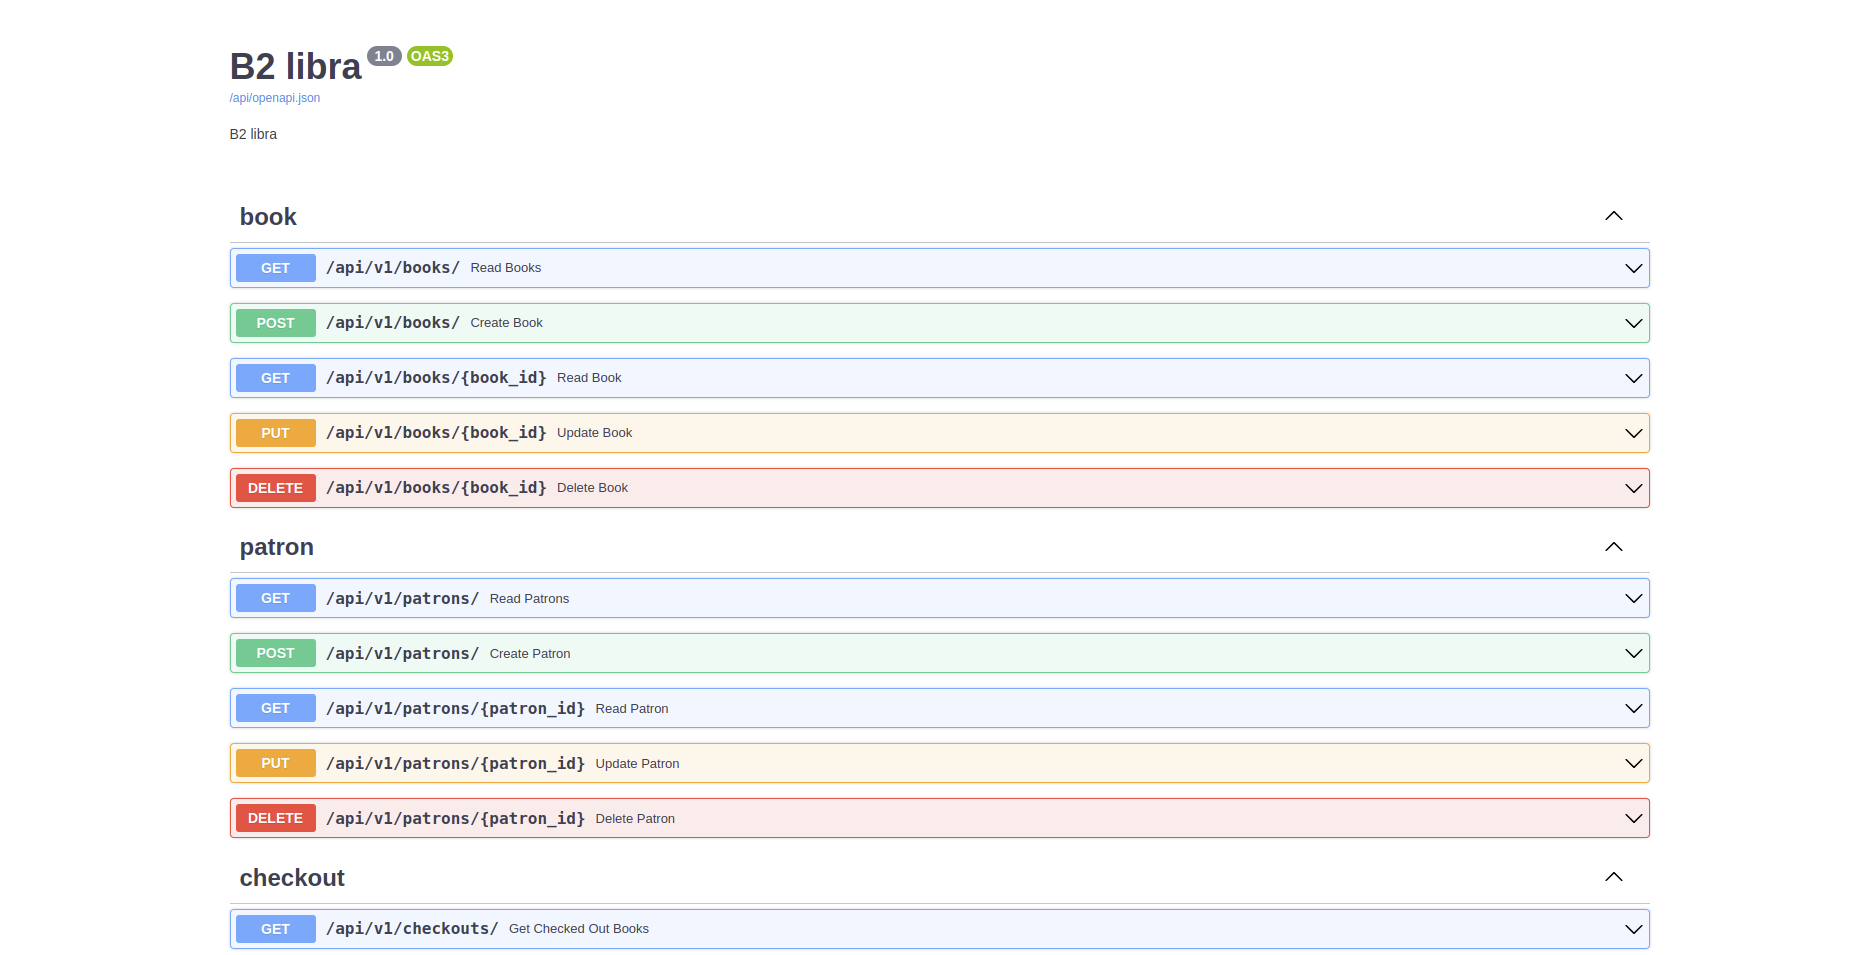 B2 libra 1.0 OAS3
/api/openapi.json
B2 libra
book
GET /api/v1/books/ Read Books
POST /api/v1/books/ Create Book
GET /api/v1/books/{book_id} Read Book
PUT /api/v1/books/{book_id} Update Book
DELETE /api/v1/books/{book_id} Delete Book
patron
GET /api/v1/patrons/ Read Patrons
POST /api/v1/patrons/ Create Patron
GET /api/v1/patrons/{patron_id} Read Patron
PUT /api/v1/patrons/{patron_id} Update Patron
DELETE /api/v1/patrons/{patron_id} Delete Patron
checkout
GET /api/v1/checkouts/ Get Checked Out Books